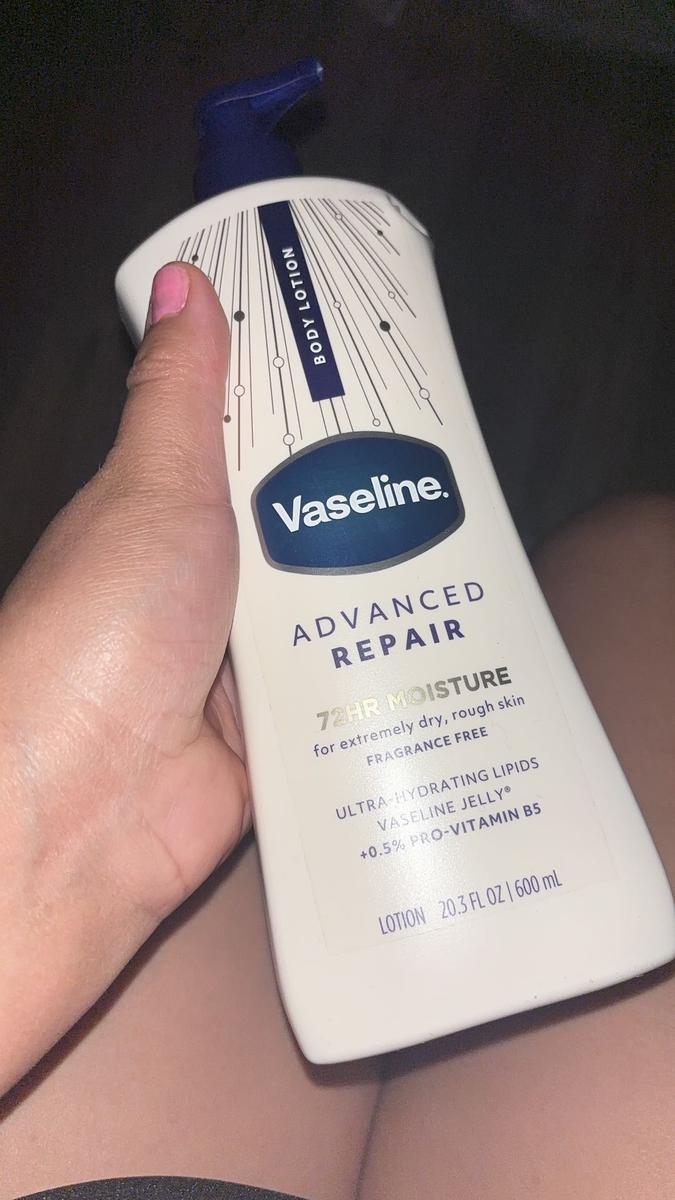 BODY LOTION
Vaseline.
ADVANCED
REPAIR
72HR MOISTURE
for extremely dry, rough skin
FRAGRANCE FREE
ULTRA-HYDRATING LIPIDS
VASELINE JELLY®
+0.5% PRO-VITAMIN B5
LOTION 20.3 FL OZ | 600 mL